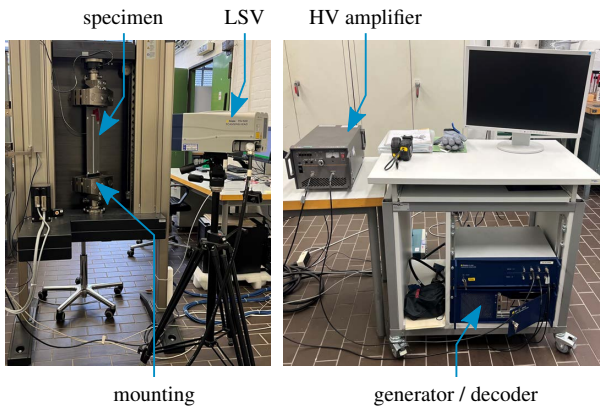 specimen
LSV
HV amplifier
mounting
generator / decoder